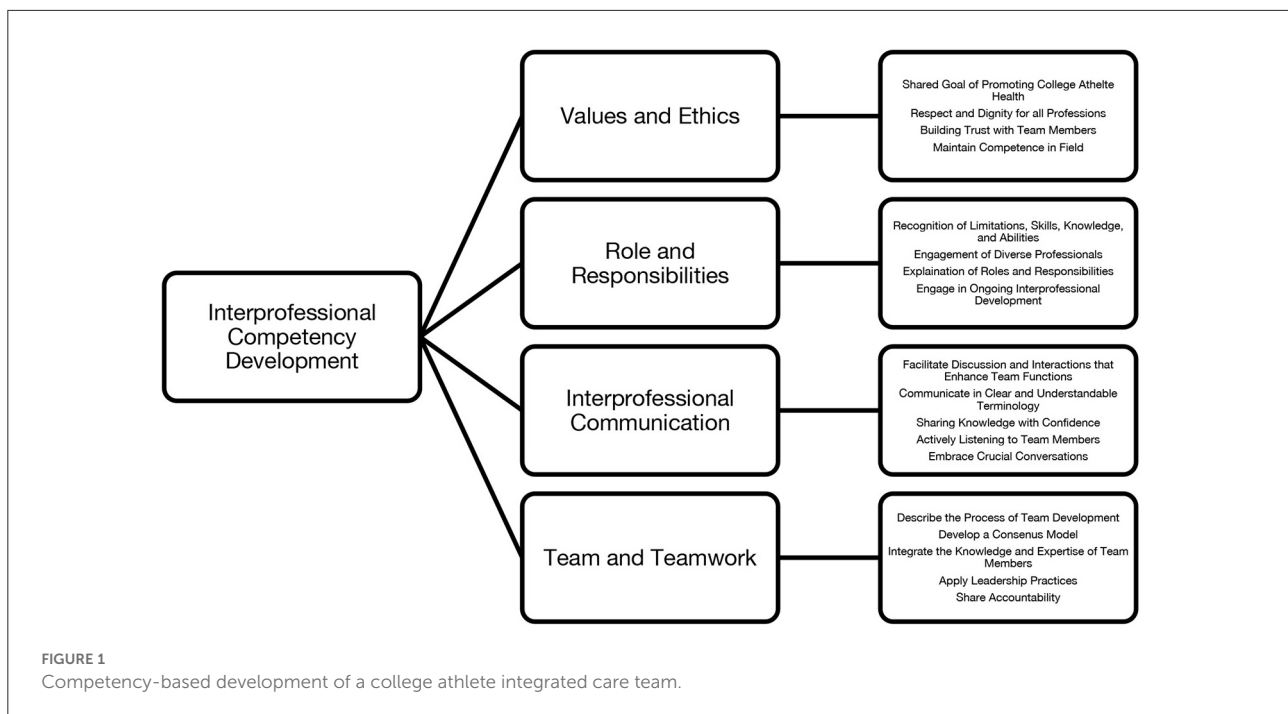 Interprofessional
Competency
Development
Values and Ethics
Shared Goal of Promoting College Athelte
Health
Respect and Dignity for all Professions
Building Trust with Team Members
Maintain Competence in Field
Role and
Responsibilities
Recognition of Limitations, Skills, Knowledge,
and Abilities
Engagement of Diverse Professionals
Explaination of Roles and Responsibilities
Engage in Ongoing Interprofessional
Development
Interprofessional
Communication
Facilitate Discussion and Interactions that
Enhance Team Functions
Communicate in Clear and Understandable
Terminology
Sharing Knowledge with Confidence
Actively Listening to Team Members
Embrace Crucial Conversations
Team and Teamwork
Describe the Process of Team Development
Develop a Consenus Model
Integrate the Knowledge and Expertise of Team
Members
Apply Leadership Practices
Share Accountability
FIGURE 1
Competency-based development of a college athlete integrated care team.